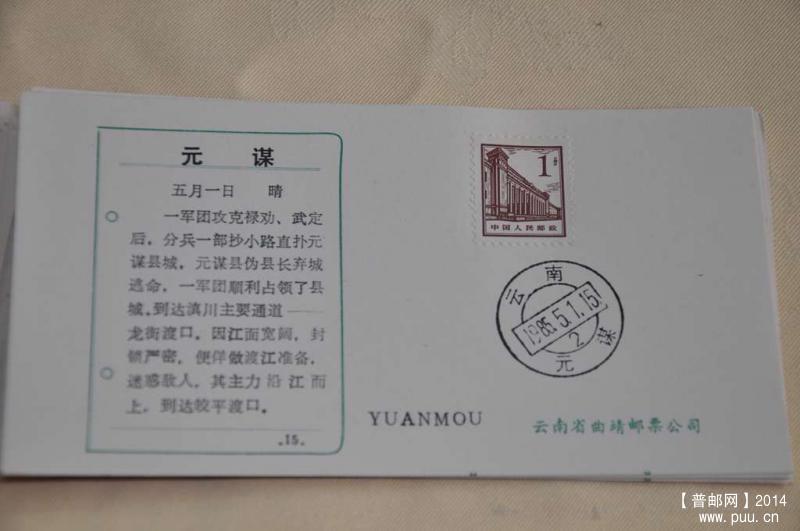 元 谋
五月一日 晴
一军团攻克禄劝、武定
后，分兵一部抄小路直扑元
谋县城，元谋县伪县长弃城
逃命，一军团顺利占领了县
城，到达滇川主要通道——
龙街渡口。因江面宽阔，封
锁严密，便佯做渡江准备，
迷惑敌人，其主力沿江而
上，到达皎平渡口。
.15.
1分
中国人民邮政
云南
1985.5.1.15
2
元谋
YUANMOU
云南省曲靖邮票公司
【普邮网】2014
www.puu.cn